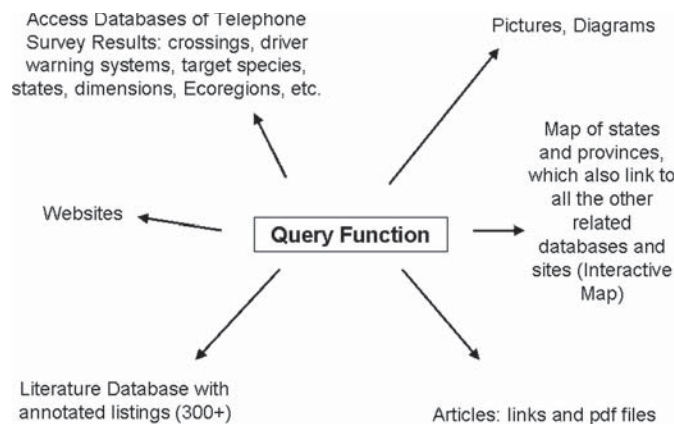 Access Databases of Telephone
Survey Results: crossings, driver
warning systems, target species,
states, dimensions, Ecoregions, etc.
Pictures, Diagrams
Map of states
and provinces,
which also link to
all the other
related
databases and
sites (Interactive
Map)
Websites
Query Function
Literature Database with
annotated listings (300+)
Articles: links and pdf files